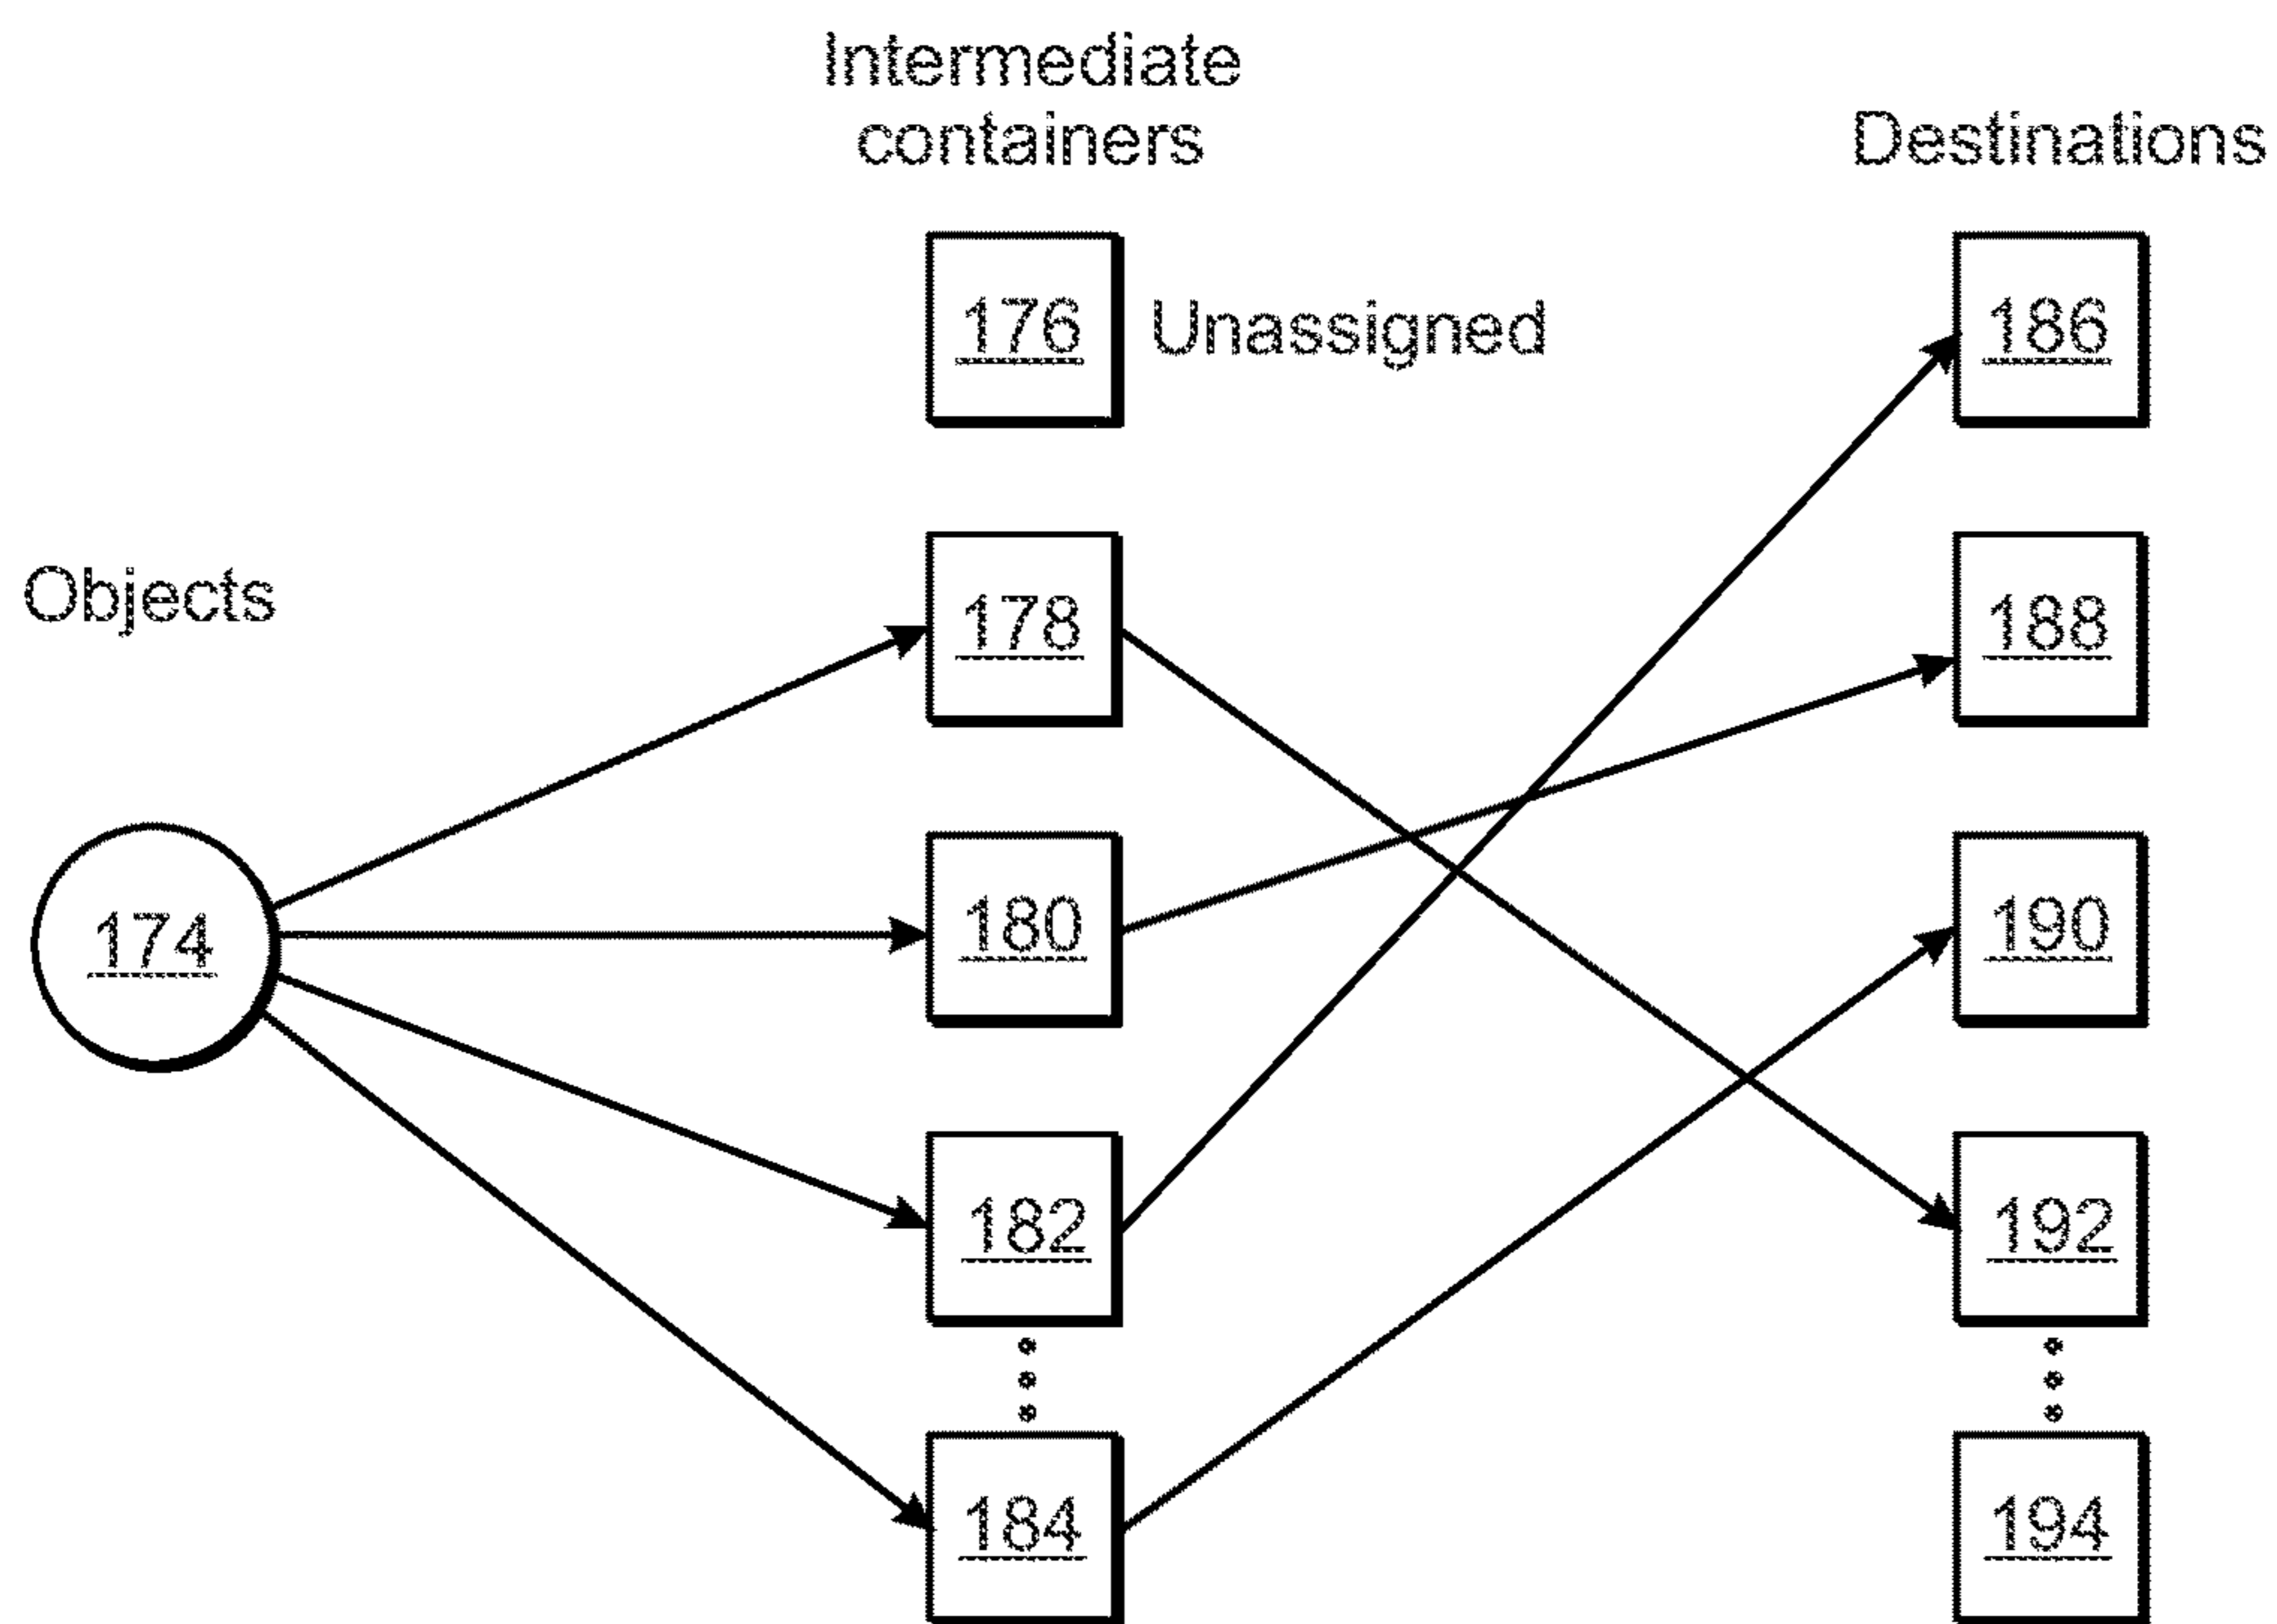 Intermediate
containers
Destinations
176 Unassigned
186
Objects
178
188
174
180
190
182
192
184
194